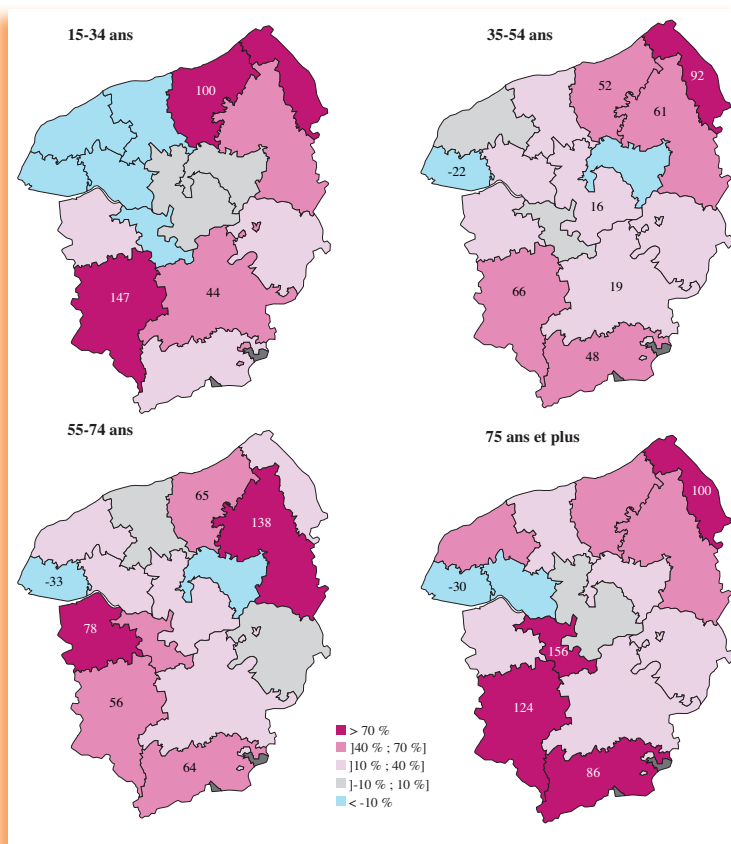 15-34 ans
100
147
44
35-54 ans
92
52
61
-22
16
66
19
48
55-74 ans
65
138
-33
78
56
64
75 ans et plus
100
-30
156
124
86
> 70 %
]40 % ; 70 %]
]10 % ; 40 %]
]-10 % ; 10 %]
< -10 %